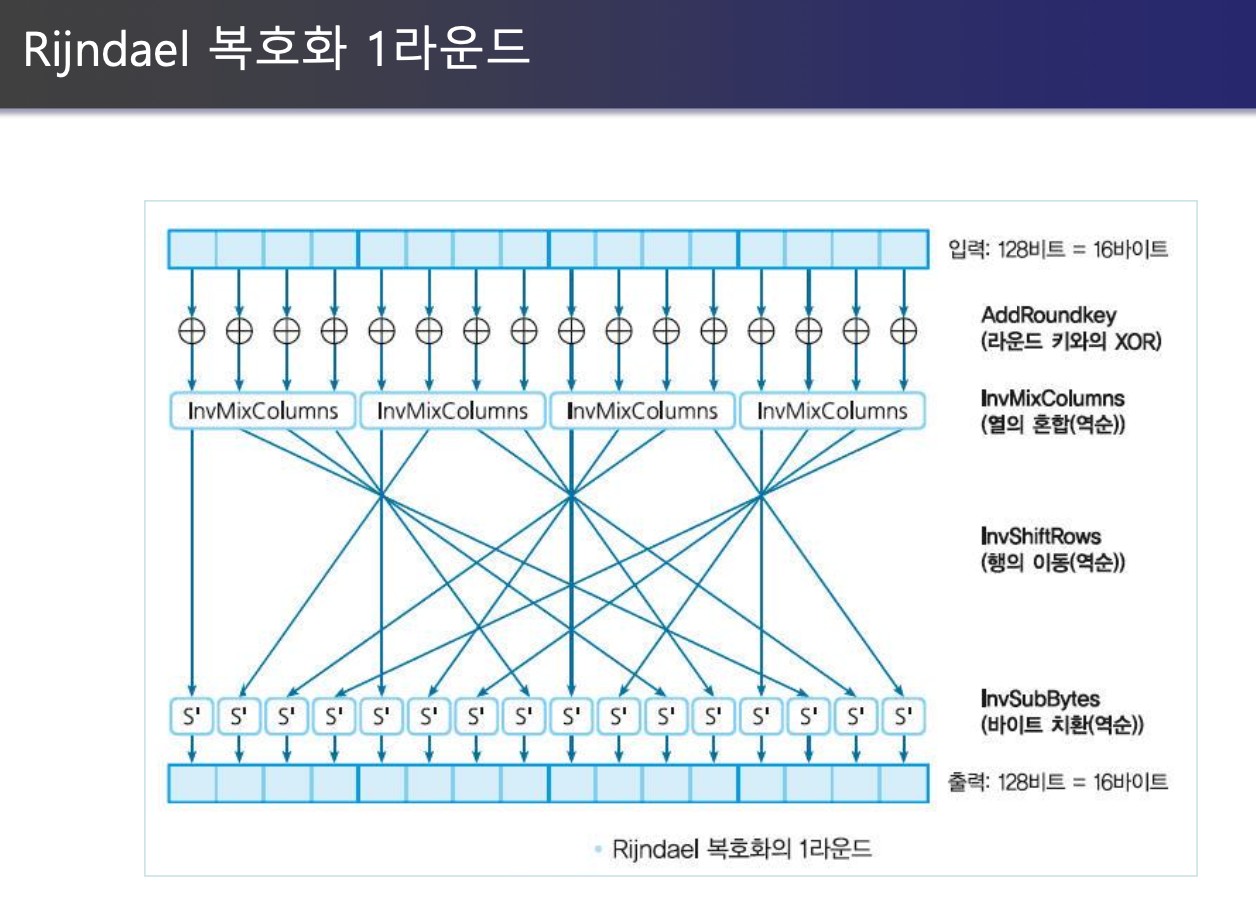 Rijndael 복호화 1라운드
입력: 128비트 = 16바이트
AddRoundkey
(라운드 키와의 XOR)
InvMixColumns InvMixColumns InvMixColumns InvMixColumns
InvMixColumns
(열의 혼합(역순))
InvShiftRows
(행의 이동(역순))
S' S' S' S' S' S' S' S' S' S' S' S' S' S' S' S'
InvSubBytes
(바이트 치환(역순))
출력: 128비트 = 16바이트
• Rijndael 복호화의 1라운드